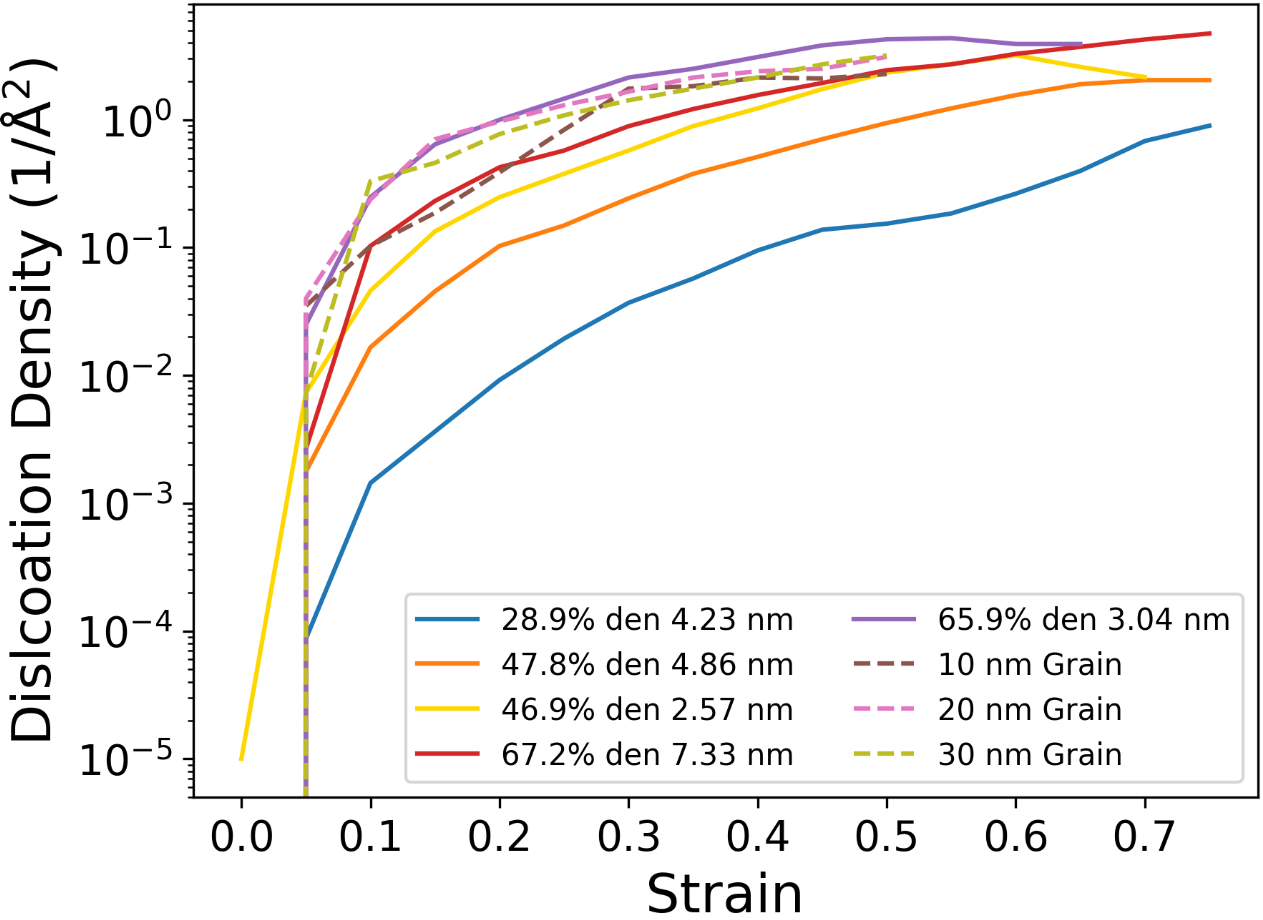 Dislcoation Density (1/Å²)
10⁰
10⁻¹
10⁻²
10⁻³
10⁻⁴
10⁻⁵
28.9% den 4.23 nm
47.8% den 4.86 nm
46.9% den 2.57 nm
67.2% den 7.33 nm
65.9% den 3.04 nm
10 nm Grain
20 nm Grain
30 nm Grain
0.0 0.1 0.2 0.3 0.4 0.5 0.6 0.7
Strain